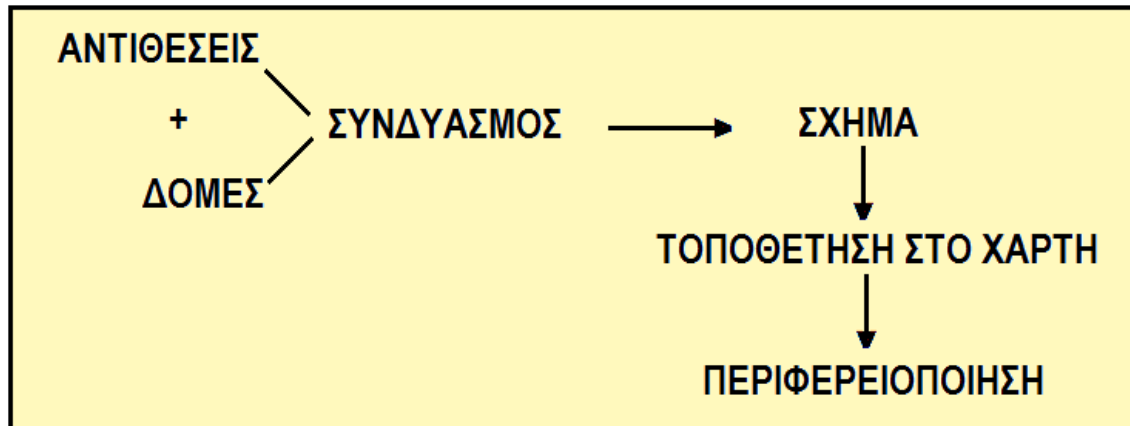 ΑΝΤΙΘΕΣΕΙΣ
+
ΣΥΝΔΥΑΣΜΟΣ
ΣΧΗΜΑ
ΔΟΜΕΣ
ΤΟΠΟΘΕΤΗΣΗ ΣΤΟ ΧΑΡΤΗ
ΠΕΡΙΦΕΡΕΙΟΠΟΙΗΣΗ